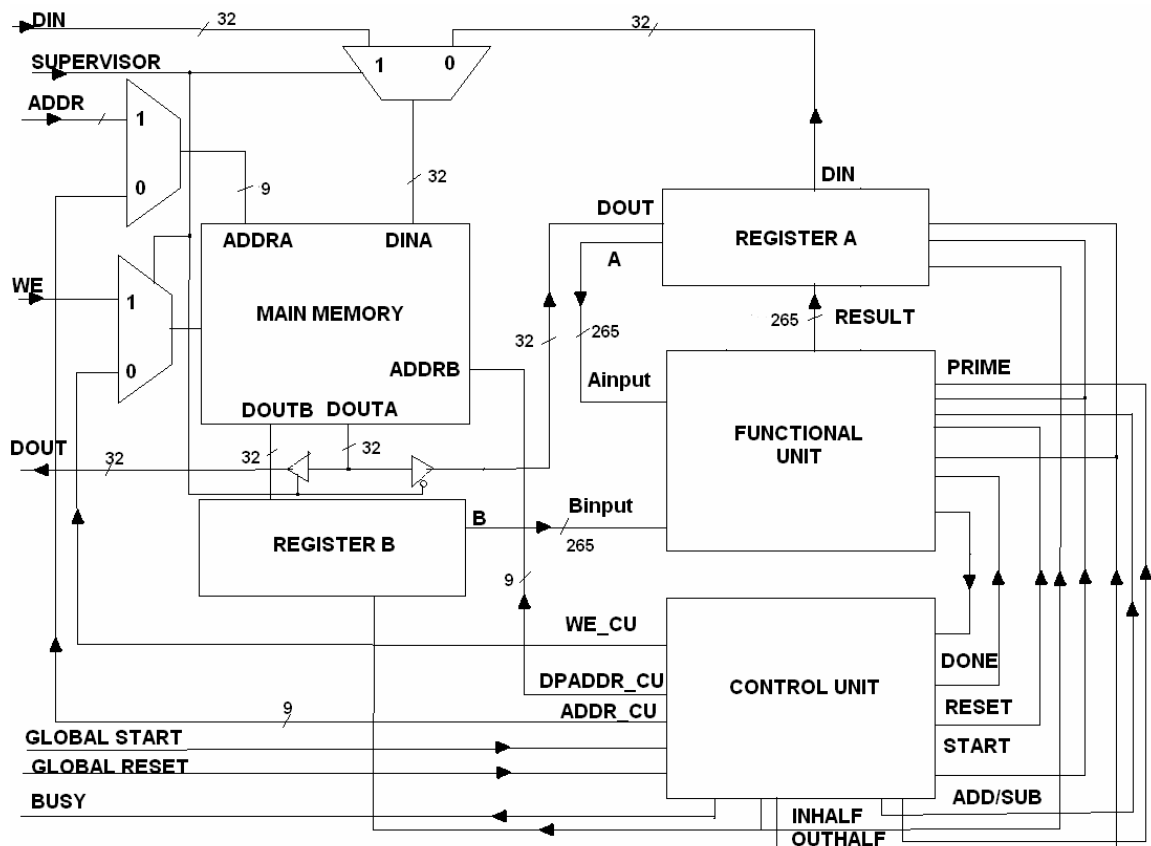 DIN
32
32
SUPERVISOR
1
0
ADDR
1
0
9
32
DIN
DOUT
REGISTER A
A
ADDRA
DINA
WE
1
0
MAIN MEMORY
ADDRB
265
32
265
RESULT
PRIME
Ainput
DOUTB
DOUTA
FUNCTIONAL
UNIT
DOUT
32
32
32
B
Binput
265
REGISTER B
9
WE_CU
DONE
DPADDR_CU
CONTROL UNIT
ADDR_CU
9
RESET
GLOBAL START
START
GLOBAL RESET
ADD/SUB
BUSY
INHALF
OUTHALF